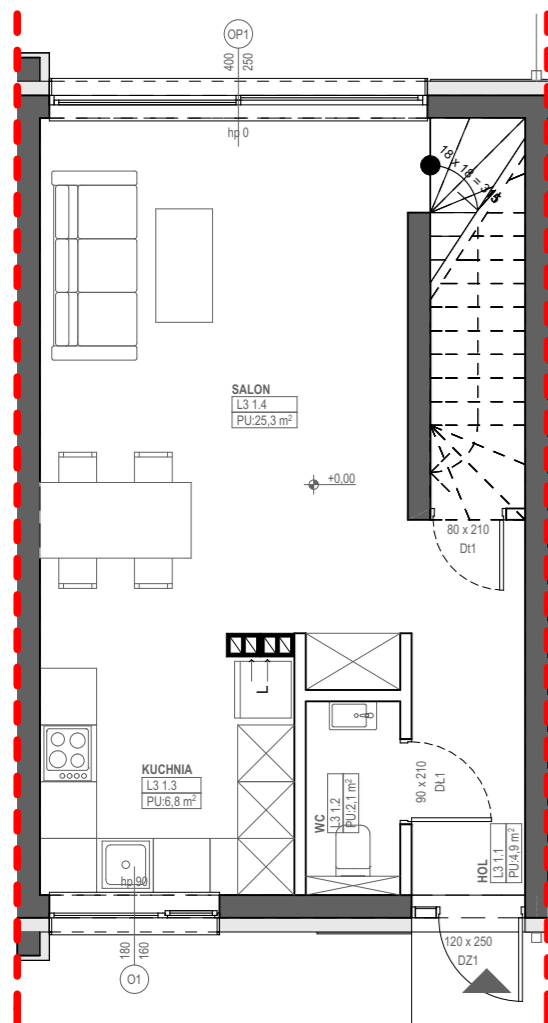 OP1
400
250
hp 0
18 x 18 = 315
SALON
L3 1.4
PU:25,3 m²
+0,00
80 x 210
Dt1
L
KUCHNIA
L3 1.3
PU:6,8 m²
WC
L3 1.2
PU:2,1 m²
90 x 210
DŁ1
HOL
L3 1.1
PU:4,9 m²
hp 90
180
160
O1
120 x 250
DZ1